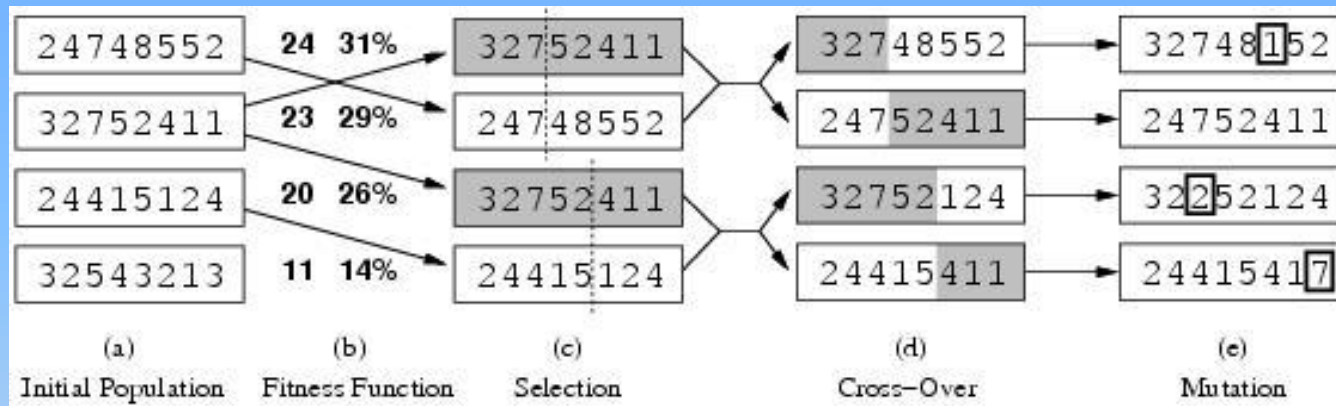 24748552 24 31% 32752411 32748552 32748152
32752411 23 29% 24748552 24752411 24752411
24415124 20 26% 32752411 32752124 32252124
32543213 11 14% 24415124 24415411 24415417
(a) (b) (c) (d) (e)
Initial Population Fitness Function Selection Cross-Over Mutation